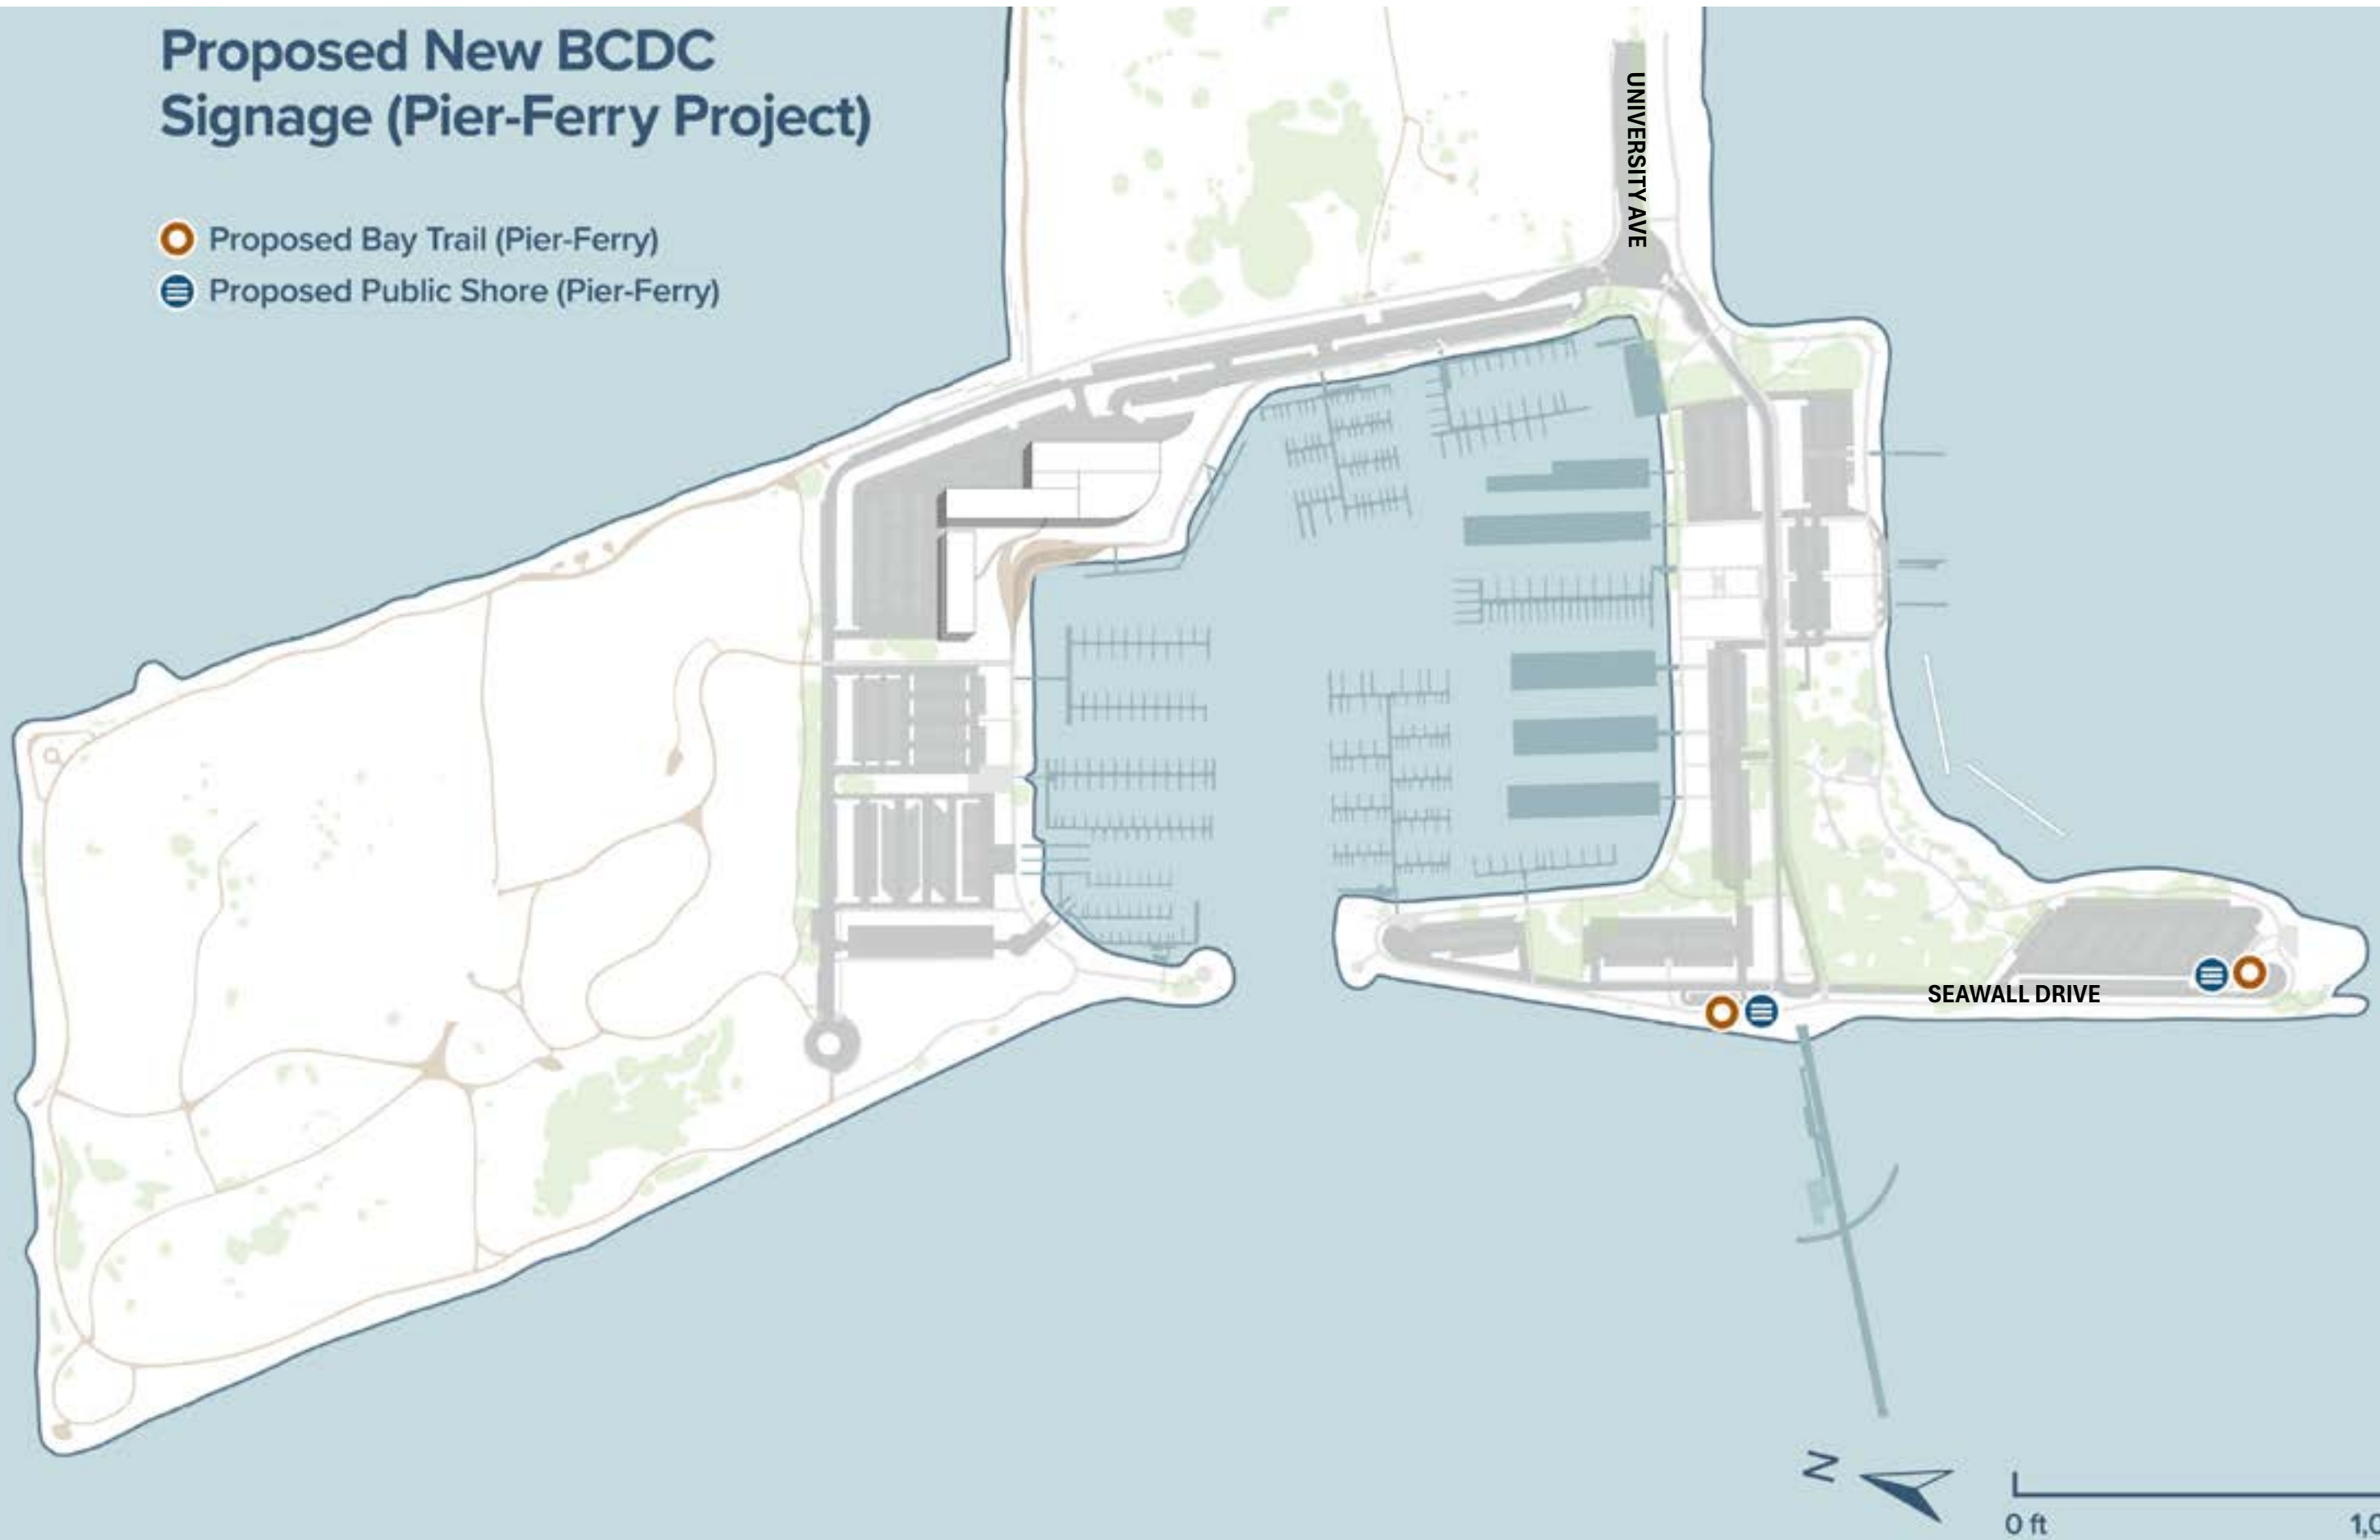 Proposed New BCDC
Signage (Pier-Ferry Project)
Proposed Bay Trail (Pier-Ferry)
Proposed Public Shore (Pier-Ferry)
UNIVERSITY AVE
SEAWALL DRIVE
N
0 ft